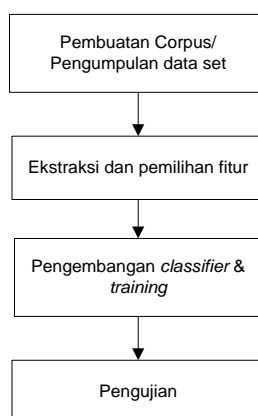 Pembuatan Corpus/
Pengumpulan data set
Ekstraksi dan pemilihan fitur
Pengembangan classifier &
training
Pengujian